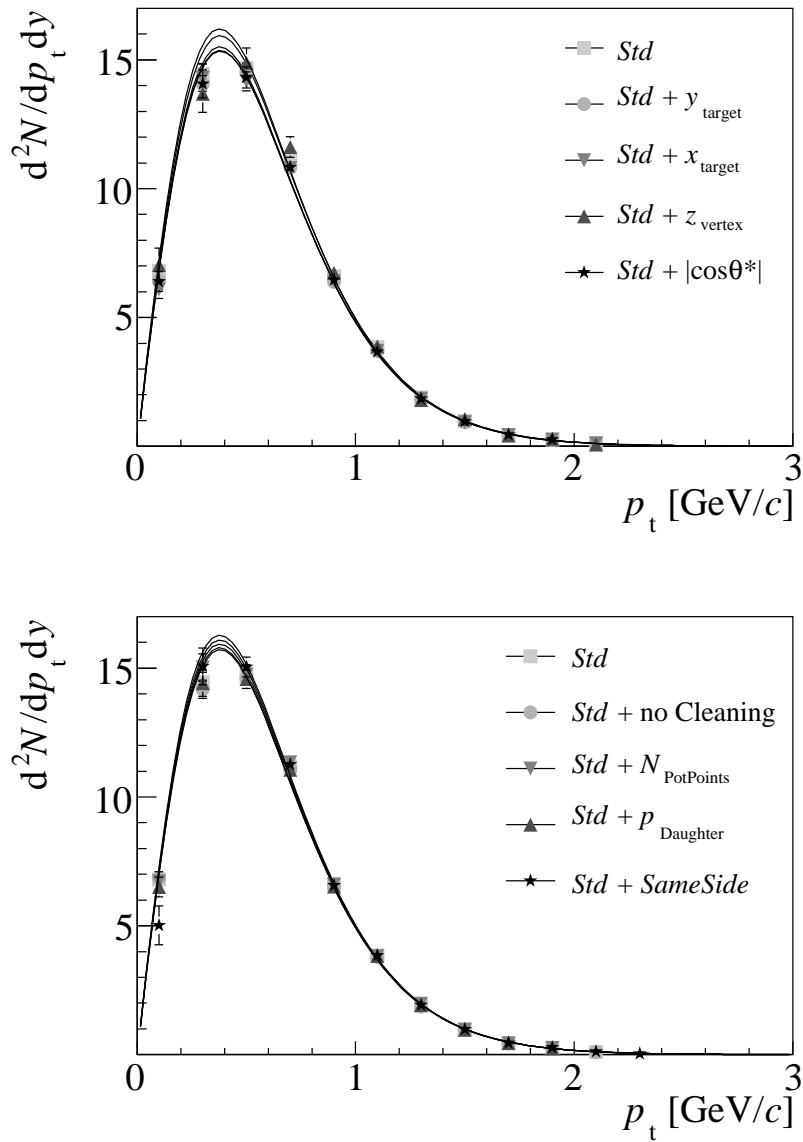 d²N/dp_t dy
15
10
5
0
1
2
3
p_t [GeV/c]
Std
Std + y_target
Std + x_target
Std + z_vertex
Std + |cosθ*|
d²N/dp_t dy
15
10
5
0
1
2
3
p_t [GeV/c]
Std
Std + no Cleaning
Std + N_PotPoints
Std + p_Daughter
Std + SameSide